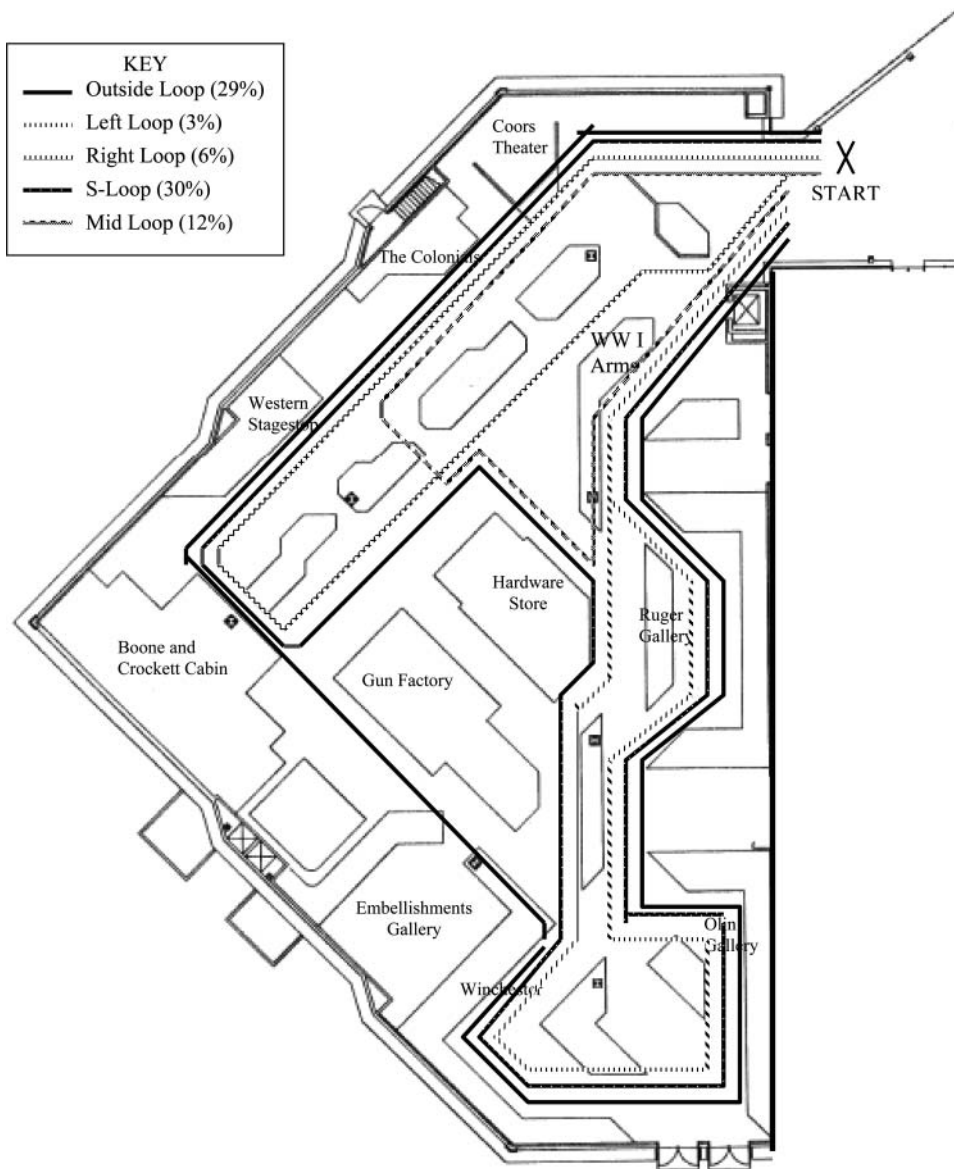 KEY
Outside Loop (29%)
Left Loop (3%)
Right Loop (6%)
S-Loop (30%)
Mid Loop (12%)
Coors
Theater
X
START
The Colonies
WW I
Arms
Western
Stagestop
Hardware
Store
Ruger
Gallery
Boone and
Crockett Cabin
Gun Factory
Embellishments
Gallery
Olin
Gallery
Winchester